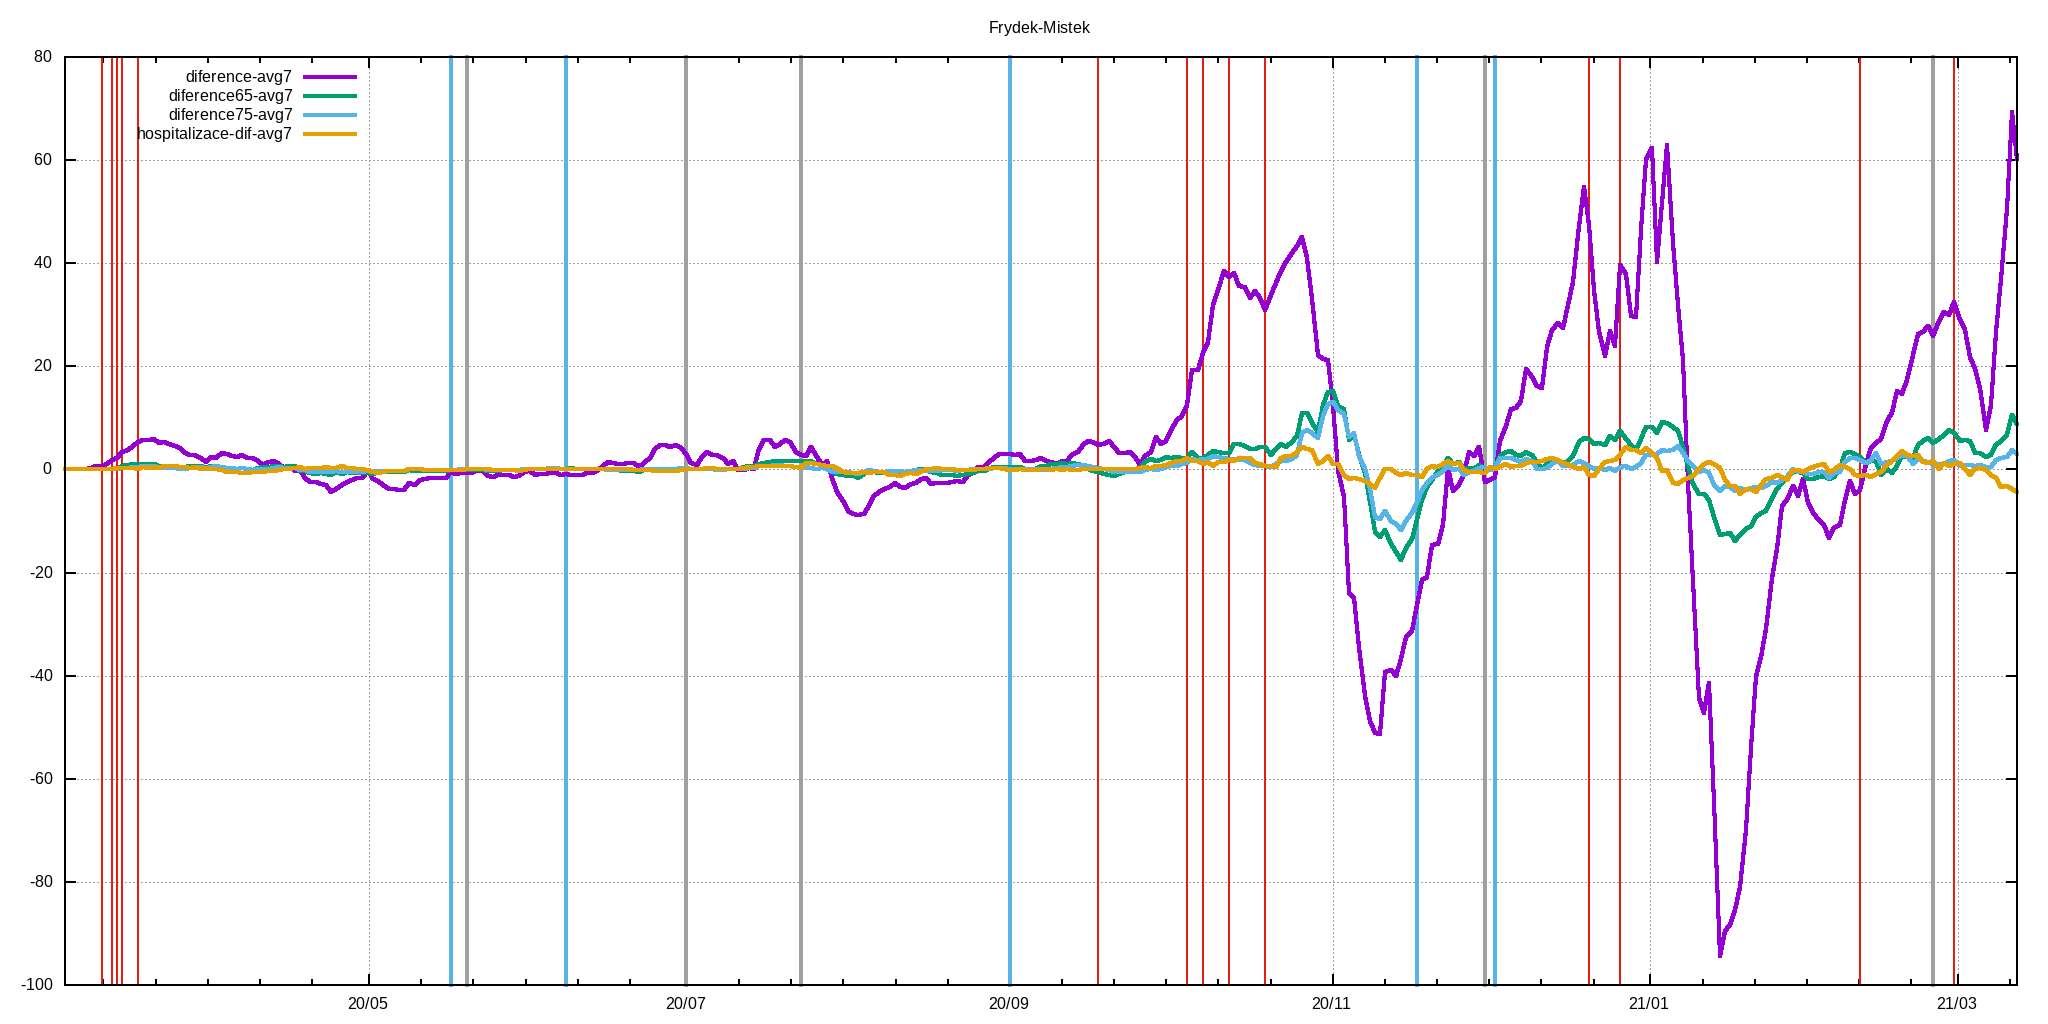 Frydek-Mistek
diference-avg7
diference65-avg7
diference75-avg7
hospitalizace-dif-avg7
80
60
40
20
0
-20
-40
-60
-80
-100
20/05 20/07 20/09 20/11 21/01 21/03